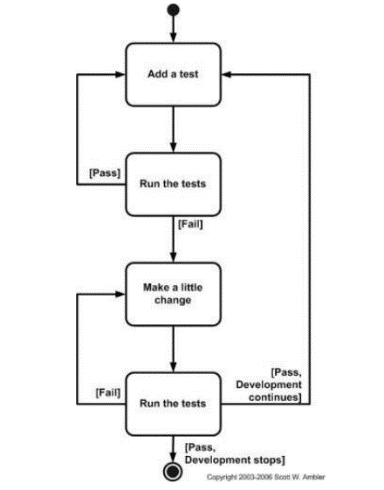 Add a test
[Pass]
Run the tests
[Fail]
Make a little
change
[Pass,
Development
continues]
[Fail]
Run the tests
[Pass,
Development stops]
Copyright 2003-2006 Scott W. Ambler